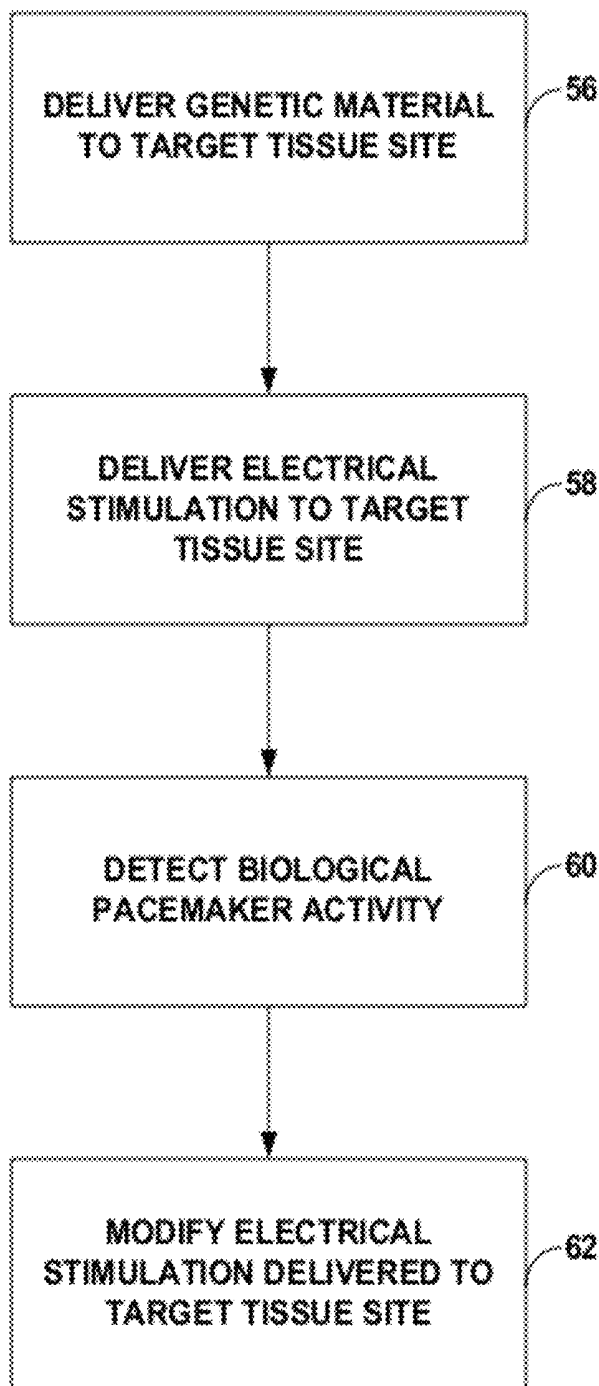 DELIVER GENETIC MATERIAL
TO TARGET TISSUE SITE
56
DELIVER ELECTRICAL
STIMULATION TO TARGET
TISSUE SITE
58
DETECT BIOLOGICAL
PACEMAKER ACTIVITY
60
MODIFY ELECTRICAL
STIMULATION DELIVERED TO
TARGET TISSUE SITE
62